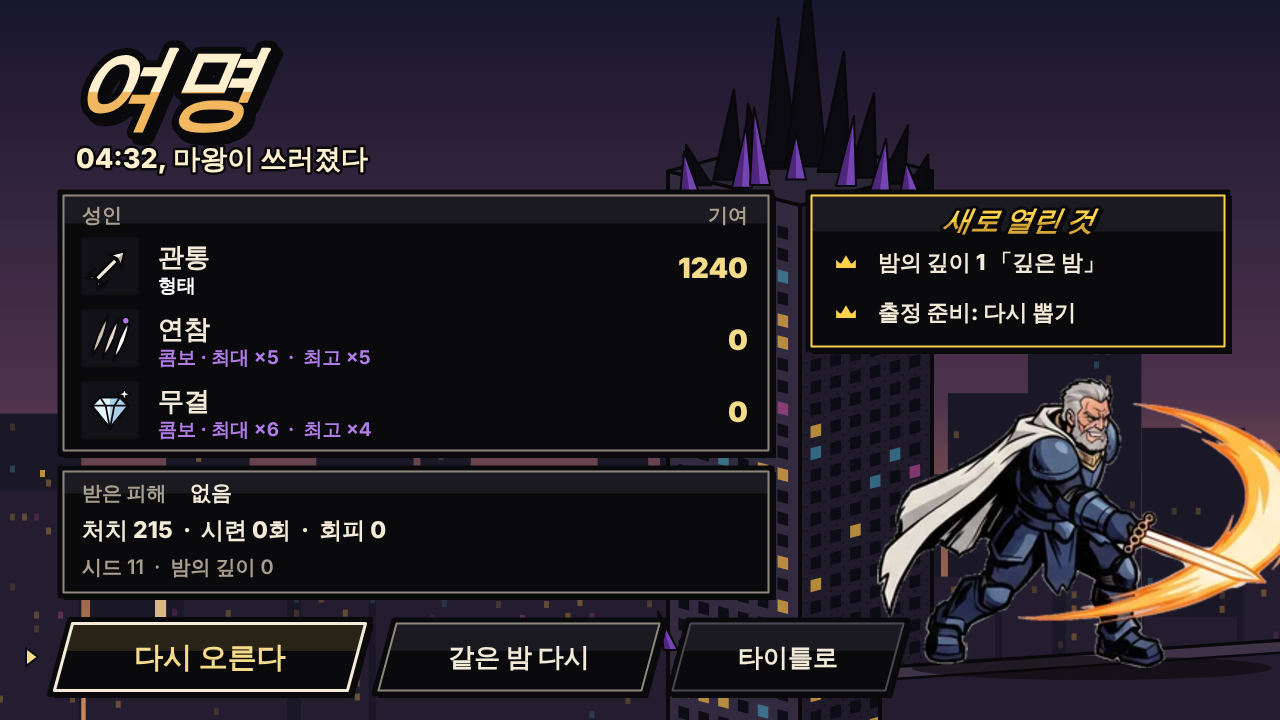 여명
04:32, 마왕이 쓰러졌다
성인 기여
관통 1240
형태
연참 0
콤보 · 최대 ×5 · 최고 ×5
무결 0
콤보 · 최대 ×6 · 최고 ×4
새로 열린 것
밤의 깊이 1 「깊은 밤」
출정 준비: 다시 뽑기
받은 피해 없음
처치 215 · 시련 0회 · 회피 0
시드 11 · 밤의 깊이 0
다시 오른다
같은 밤 다시
타이틀로